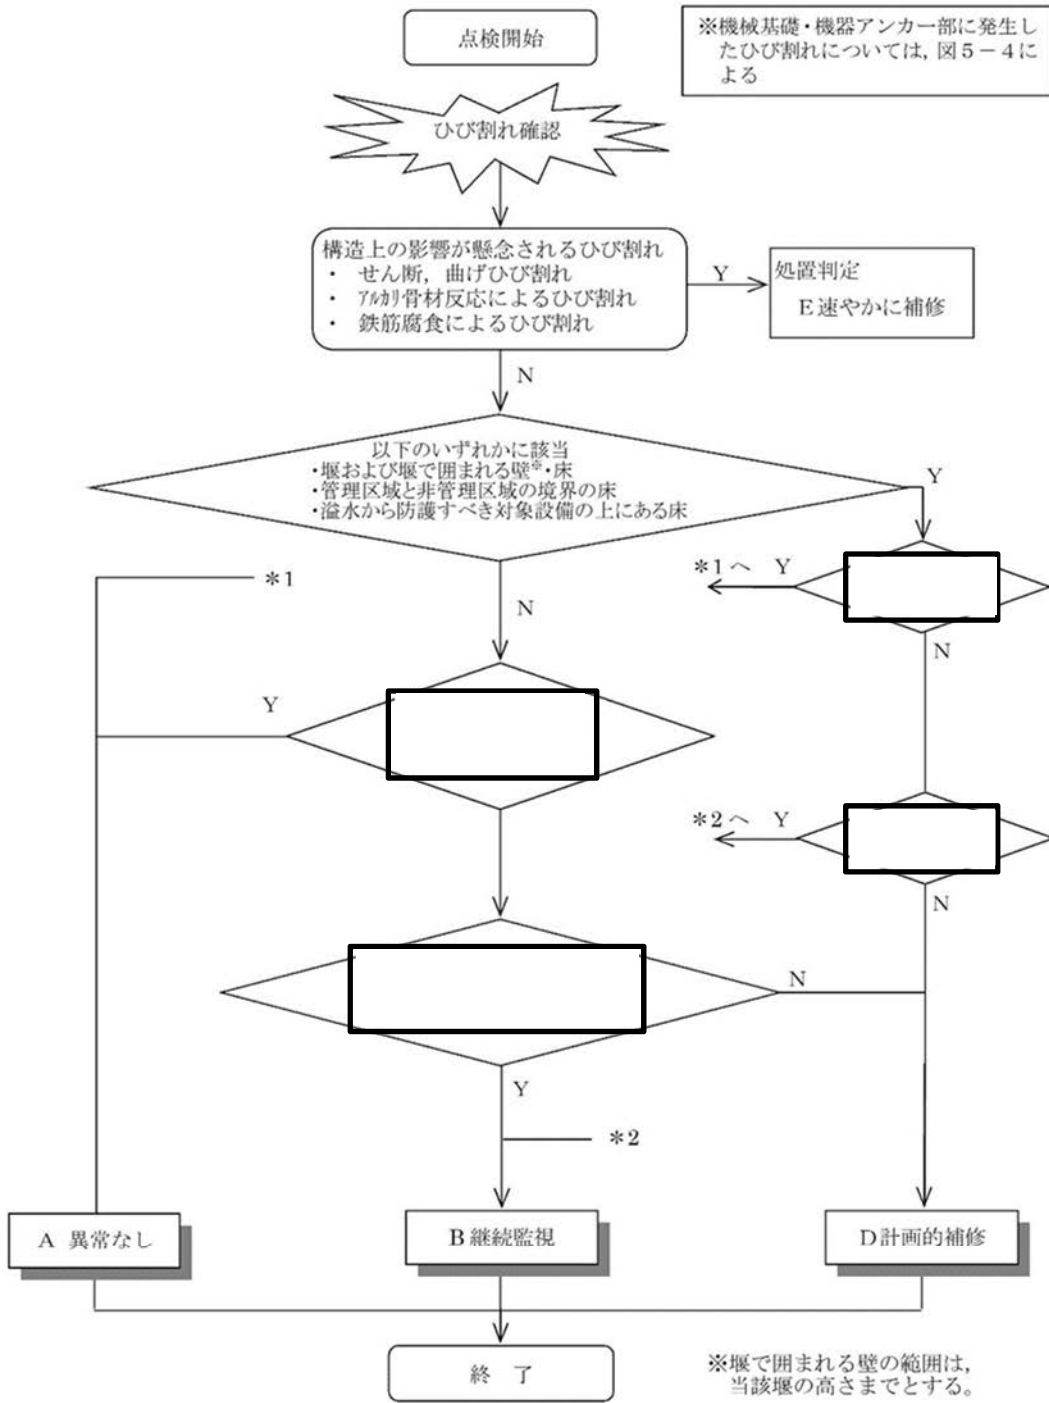 点検開始
※機械基礎・機器アンカー部に発生し
たひび割れについては,図5-4に
よる
ひび割れ確認
構造上の影響が懸念されるひび割れ
・ せん断,曲げひび割れ
・ アルカリ骨材反応によるひび割れ
・ 鉄筋腐食によるひび割れ
Y
処置判定
E速やかに補修
N
以下のいずれかに該当
・堰および堰で囲まれる壁※・床
・管理区域と非管理区域の境界の床
・溢水から防護すべき対象設備の上にある床
Y
*1
N
*1へ Y
N
Y
*2へ Y
N
N
Y
*2
A 異常なし
B継続監視
D計画的補修
終 了
※堰で囲まれる壁の範囲は,
当該堰の高さまでとする。